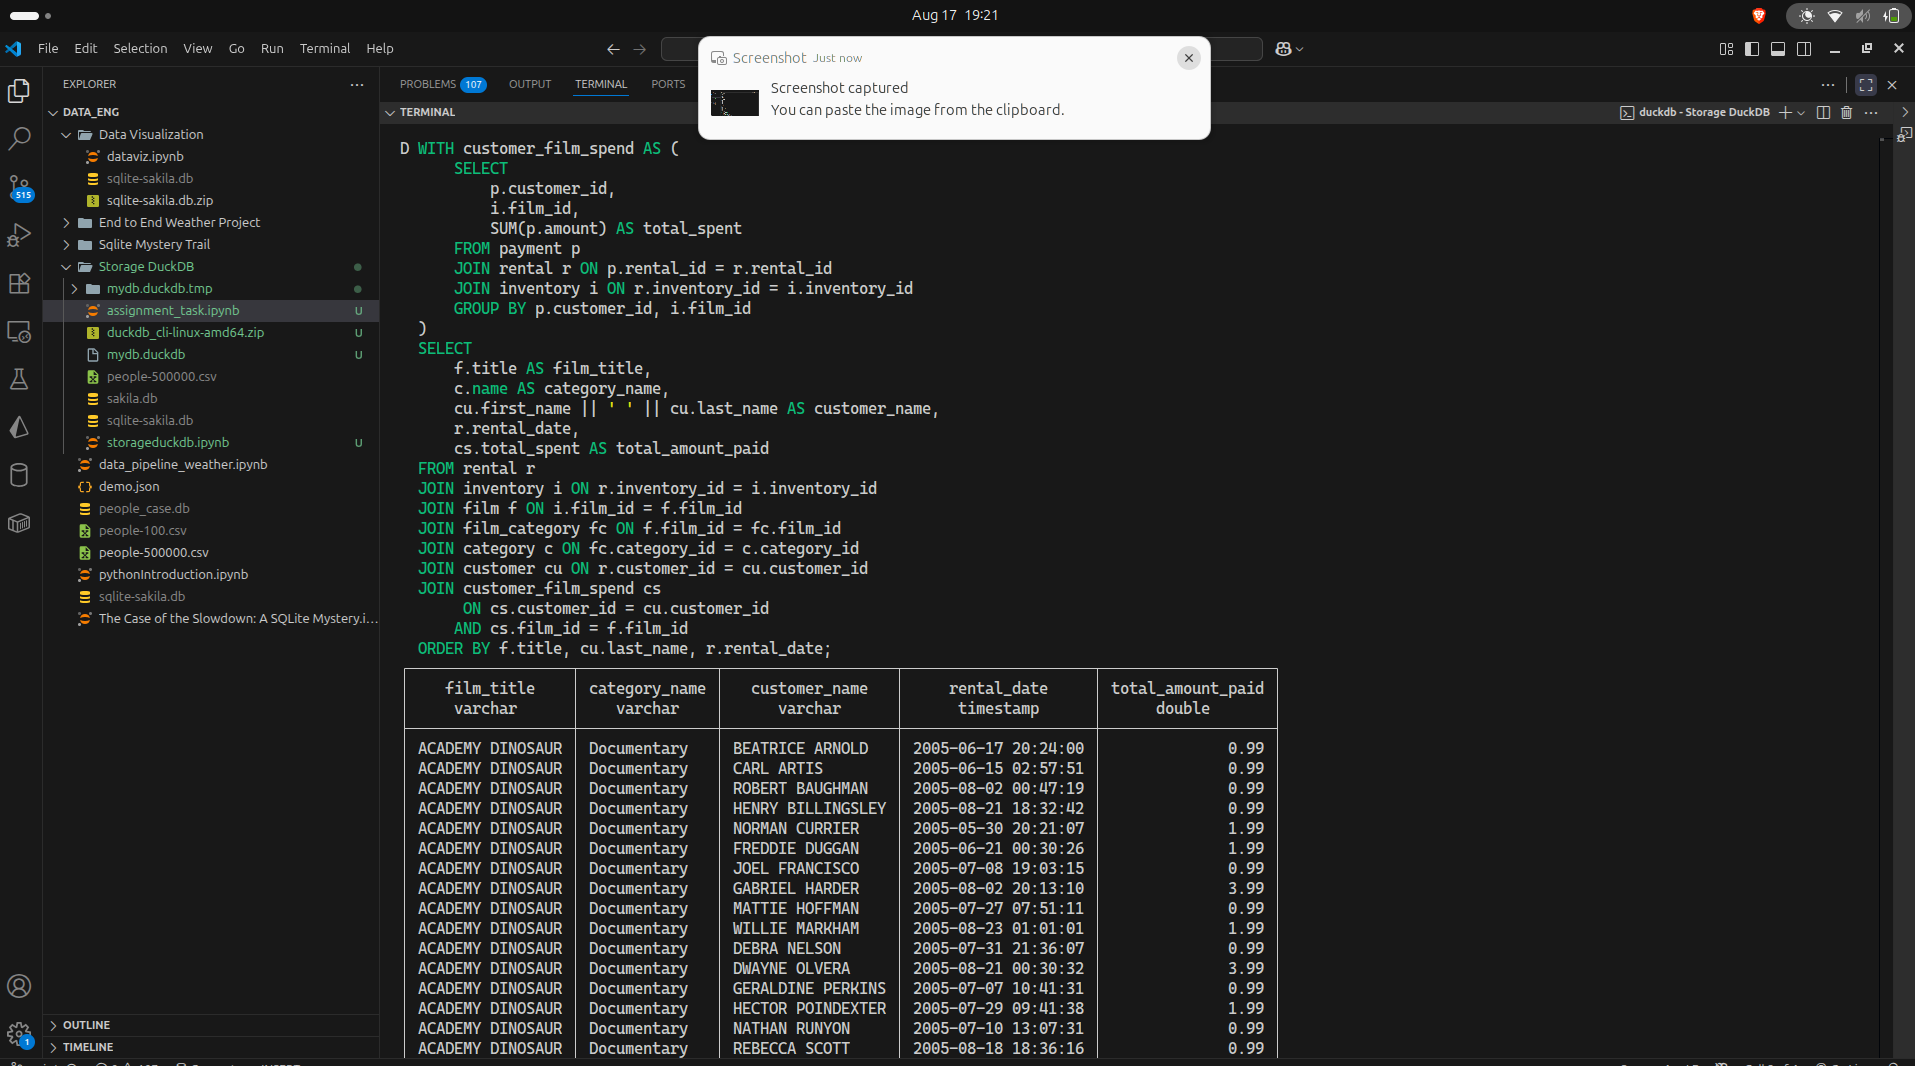 Aug 17 19:21
File Edit Selection View Go Run Terminal Help
Screenshot Just now
Screenshot captured
You can paste the image from the clipboard.
EXPLORER
DATA_ENG
Data Visualization
dataviz.ipynb
sqlite-sakila.db
sqlite-sakila.db.zip
End to End Weather Project
Sqlite Mystery Trail
Storage DuckDB
mydb.duckdb.tmp
assignment_task.ipynb U
duckdb_cli-linux-amd64.zip U
mydb.duckdb U
people-500000.csv
sakila.db
sqlite-sakila.db
storageduckdb.ipynb U
data_pipeline_weather.ipynb
demo.json
people_case.db
people-100.csv
people-500000.csv
pythonIntroduction.ipynb
sqlite-sakila.db
The Case of the Slowdown: A SQLite Mystery.i...
OUTLINE
TIMELINE
515
1
PROBLEMS 107 OUTPUT TERMINAL PORTS
TERMINAL
duckdb - Storage DuckDB
D WITH customer_film_spend AS (
SELECT
p.customer_id,
i.film_id,
SUM(p.amount) AS total_spent
FROM payment p
JOIN rental r ON p.rental_id = r.rental_id
JOIN inventory i ON r.inventory_id = i.inventory_id
GROUP BY p.customer_id, i.film_id
)
SELECT
f.title AS film_title,
c.name AS category_name,
cu.first_name || ' ' || cu.last_name AS customer_name,
r.rental_date,
cs.total_spent AS total_amount_paid
FROM rental r
JOIN inventory i ON r.inventory_id = i.inventory_id
JOIN film f ON i.film_id = f.film_id
JOIN film_category fc ON f.film_id = fc.film_id
JOIN category c ON fc.category_id = c.category_id
JOIN customer cu ON r.customer_id = cu.customer_id
JOIN customer_film_spend cs
ON cs.customer_id = cu.customer_id
AND cs.film_id = f.film_id
ORDER BY f.title, cu.last_name, r.rental_date;
film_title category_name customer_name rental_date total_amount_paid
varchar varchar varchar timestamp double
ACADEMY DINOSAUR Documentary BEATRICE ARNOLD 2005-06-17 20:24:00 0.99
ACADEMY DINOSAUR Documentary CARL ARTIS 2005-06-15 02:57:51 0.99
ACADEMY DINOSAUR Documentary ROBERT BAUGHMAN 2005-08-02 00:47:19 0.99
ACADEMY DINOSAUR Documentary HENRY BILLINGSLEY 2005-08-21 18:32:42 0.99
ACADEMY DINOSAUR Documentary NORMAN CURRIER 2005-05-30 20:21:07 1.99
ACADEMY DINOSAUR Documentary FREDDIE DUGGAN 2005-06-21 00:30:26 1.99
ACADEMY DINOSAUR Documentary JOEL FRANCISCO 2005-07-08 19:03:15 0.99
ACADEMY DINOSAUR Documentary GABRIEL HARDER 2005-08-02 20:13:10 3.99
ACADEMY DINOSAUR Documentary MATTIE HOFFMAN 2005-07-27 07:51:11 0.99
ACADEMY DINOSAUR Documentary WILLIE MARKHAM 2005-08-23 01:01:01 1.99
ACADEMY DINOSAUR Documentary DEBRA NELSON 2005-07-31 21:36:07 0.99
ACADEMY DINOSAUR Documentary DWAYNE OLVERA 2005-08-21 00:30:32 3.99
ACADEMY DINOSAUR Documentary GERALDINE PERKINS 2005-07-07 10:41:31 0.99
ACADEMY DINOSAUR Documentary HECTOR POINDEXTER 2005-07-29 09:41:38 1.99
ACADEMY DINOSAUR Documentary NATHAN RUNYON 2005-07-10 13:07:31 0.99
ACADEMY DINOSAUR Documentary REBECCA SCOTT 2005-08-18 18:36:16 0.99